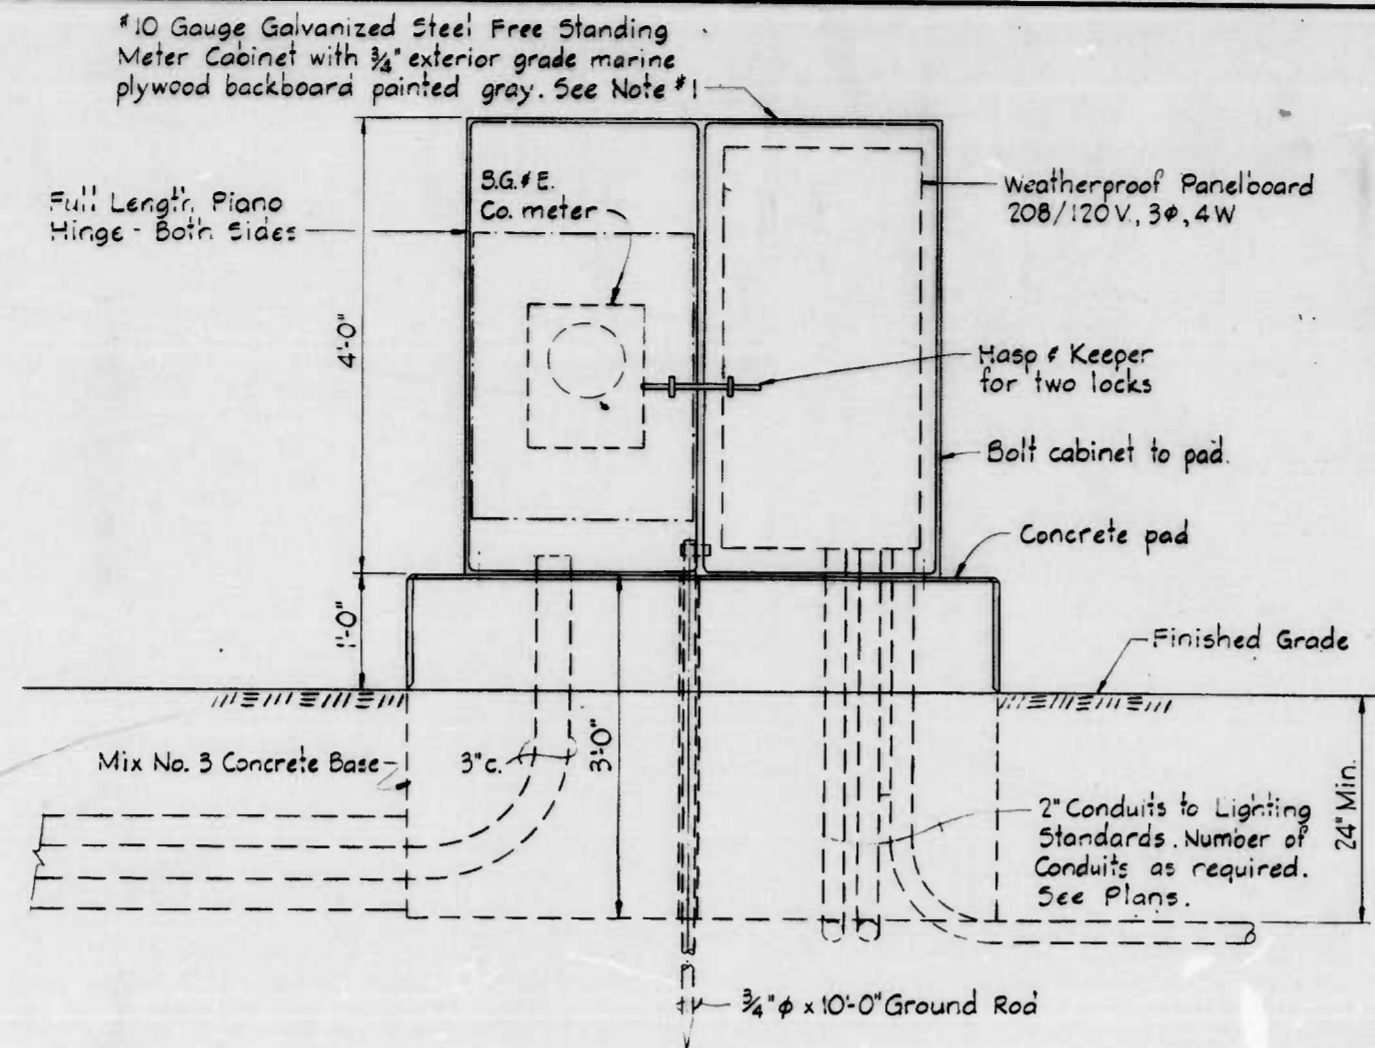 #10 Gauge Galvanized Steel Free Standing
Meter Cabinet with 3/4" exterior grade marine
plywood backboard painted gray. See Note #1
B.G.&E.
Co. meter
Full Length Piano
Hinge - Both Sides
Weatherproof Panelboard
208/120 V., 3φ, 4W
4'-0"
Hasp & Keeper
for two locks
Bolt cabinet to pad.
Concrete pad
1'-0"
Finished Grade
Mix No. 3 Concrete Base
3"c.
3'-0"
2" Conduits to Lighting
Standards. Number of
Conduits as required.
See Plans.
24" Min.
3/4" φ x 10'-0" Ground Rod